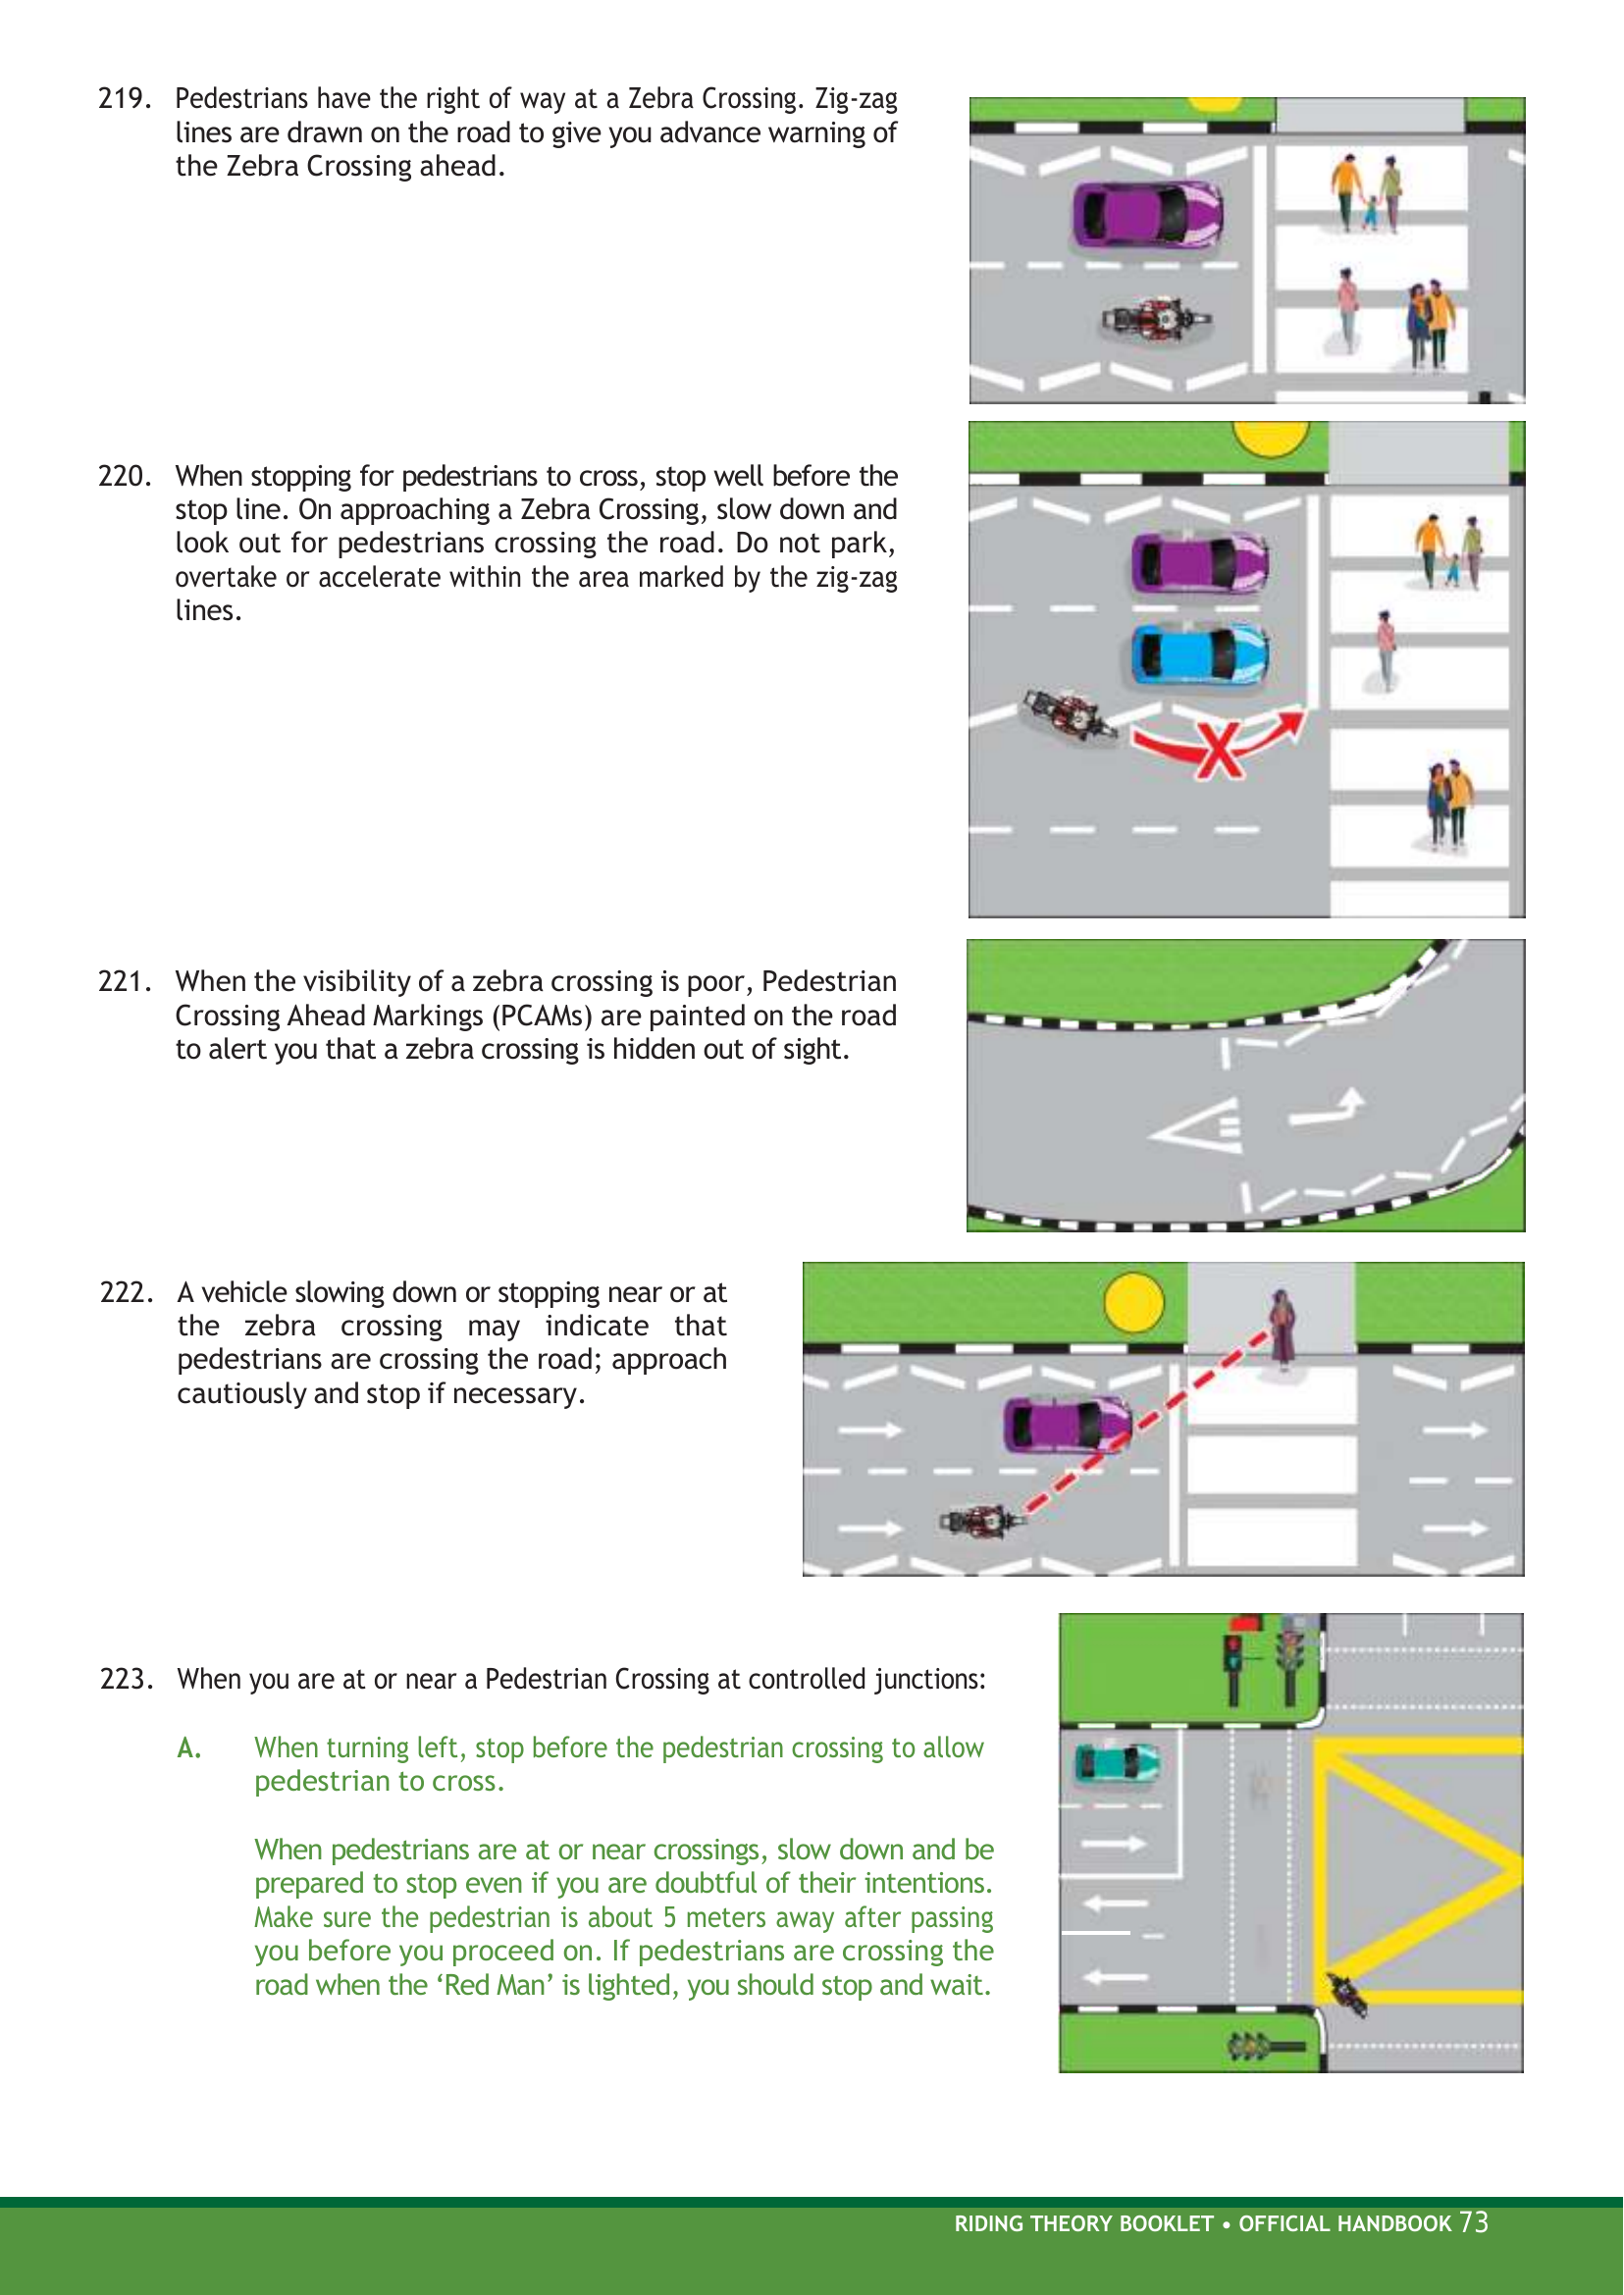 219. Pedestrians have the right of way at a Zebra Crossing. Zig-zag
lines are drawn on the road to give you advance warning of
the Zebra Crossing ahead.
220. When stopping for pedestrians to cross, stop well before the
stop line. On approaching a Zebra Crossing, slow down and
look out for pedestrians crossing the road. Do not park,
overtake or accelerate within the area marked by the zig-zag
lines.
X
221. When the visibility of a zebra crossing is poor, Pedestrian
Crossing Ahead Markings (PCAMs) are painted on the road
to alert you that a zebra crossing is hidden out of sight.
222. A vehicle slowing down or stopping near or at
the zebra crossing may indicate that
pedestrians are crossing the road; approach
cautiously and stop if necessary.
223. When you are at or near a Pedestrian Crossing at controlled junctions:
A. When turning left, stop before the pedestrian crossing to allow
pedestrian to cross.
When pedestrians are at or near crossings, slow down and be
prepared to stop even if you are doubtful of their intentions.
Make sure the pedestrian is about 5 meters away after passing
you before you proceed on. If pedestrians are crossing the
road when the ‘Red Man’ is lighted, you should stop and wait.
RIDING THEORY BOOKLET • OFFICIAL HANDBOOK 73